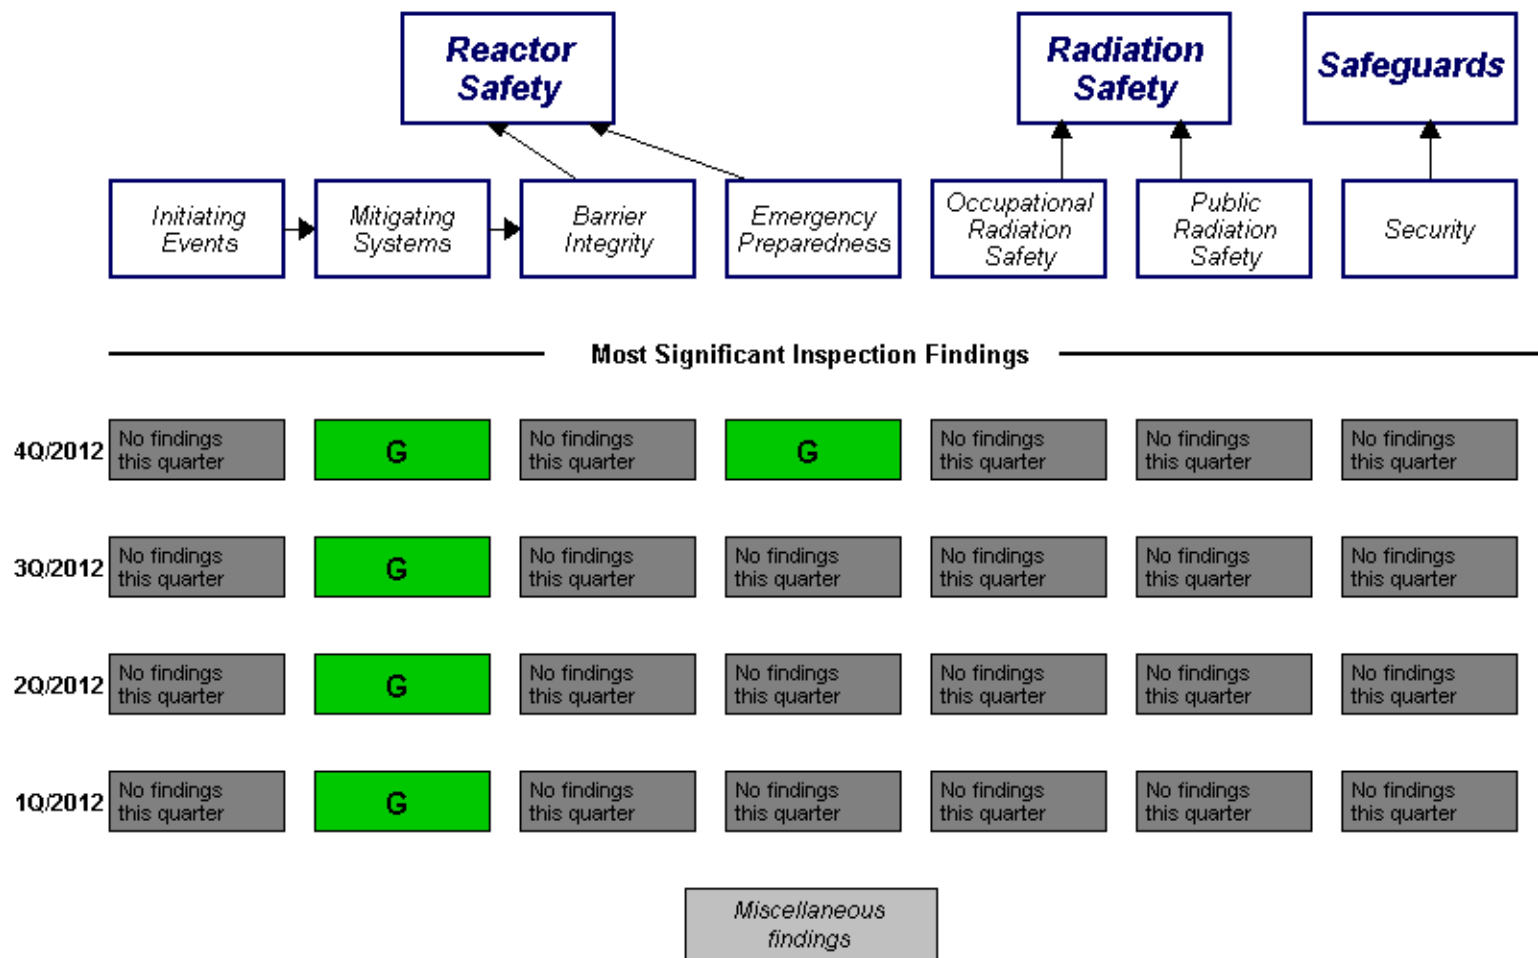 Reactor
Safety
Radiation
Safety
Safeguards
Initiating
Events
Mitigating
Systems
Barrier
Integrity
Emergency
Preparedness
Occupational
Radiation
Safety
Public
Radiation
Safety
Security
Most Significant Inspection Findings
4Q/2012
No findings
this quarter
G
No findings
this quarter
G
No findings
this quarter
No findings
this quarter
No findings
this quarter
3Q/2012
No findings
this quarter
G
No findings
this quarter
No findings
this quarter
No findings
this quarter
No findings
this quarter
No findings
this quarter
2Q/2012
No findings
this quarter
G
No findings
this quarter
No findings
this quarter
No findings
this quarter
No findings
this quarter
No findings
this quarter
1Q/2012
No findings
this quarter
G
No findings
this quarter
No findings
this quarter
No findings
this quarter
No findings
this quarter
No findings
this quarter
Miscellaneous
findings